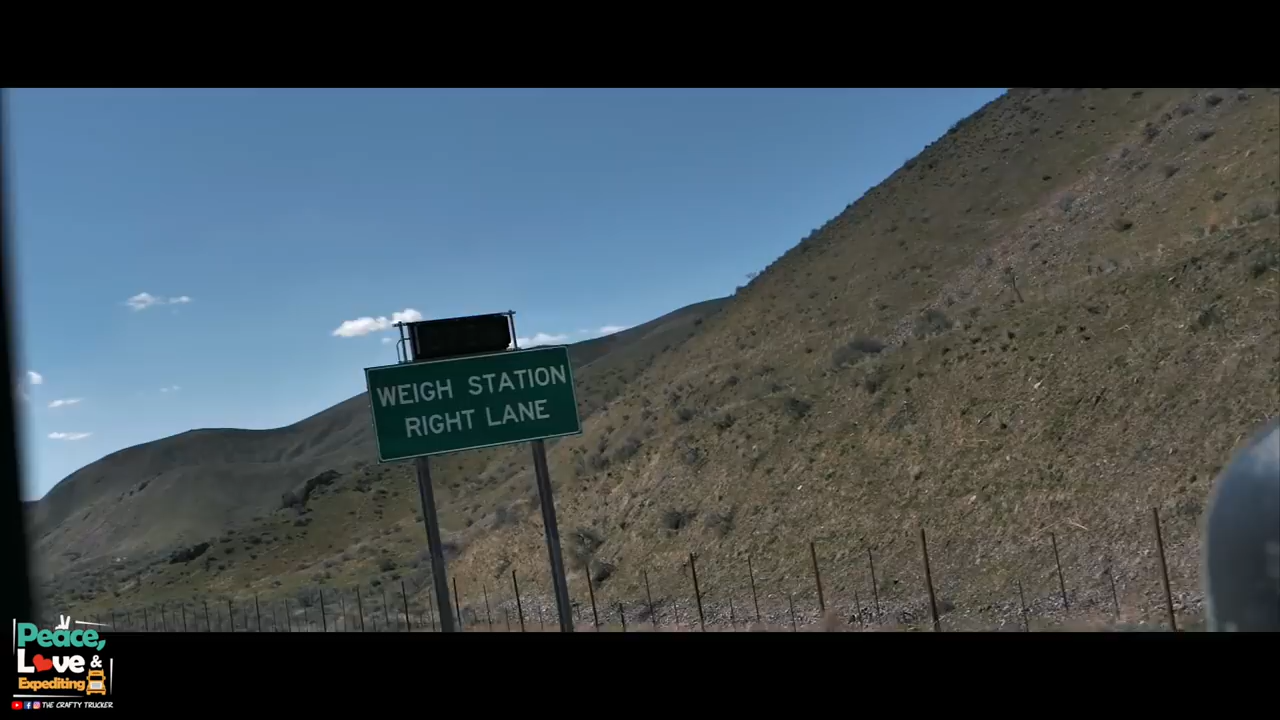 WEIGH STATION
RIGHT LANE
Peace,
Love &
Expediting
THE CRAFTY TRUCKER